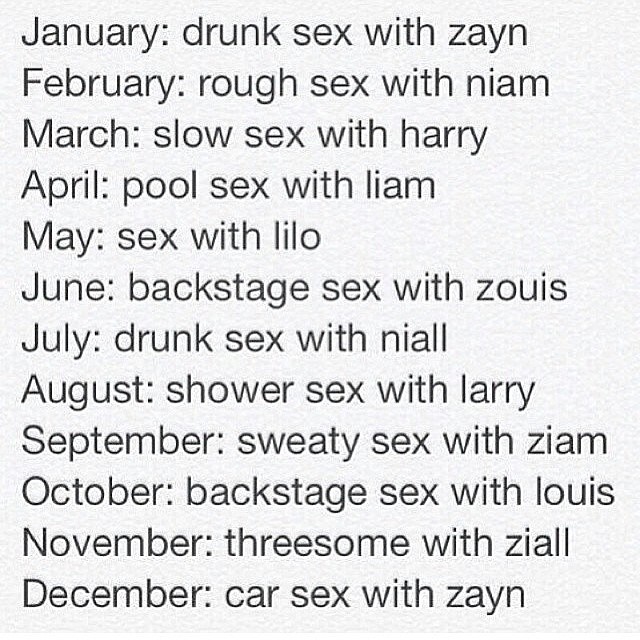 January: drunk sex with zayn
February: rough sex with niam
March: slow sex with harry
April: pool sex with liam
May: sex with lilo
June: backstage sex with zouis
July: drunk sex with niall
August: shower sex with larry
September: sweaty sex with ziam
October: backstage sex with louis
November: threesome with ziall
December: car sex with zayn